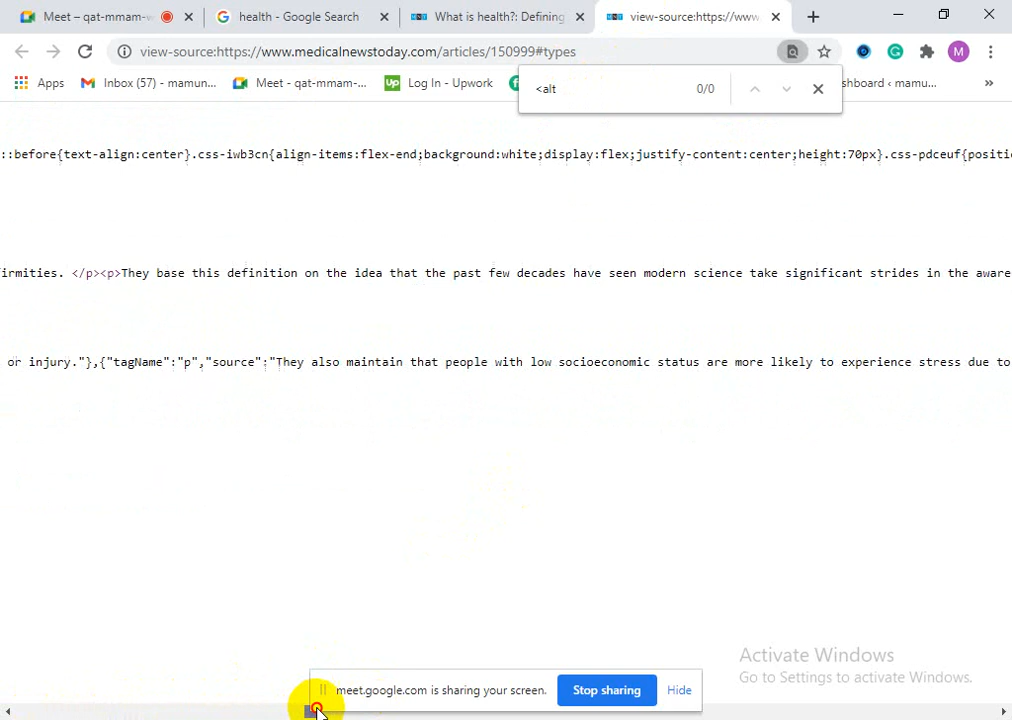 Meet – qat-mmam-v
health - Google Search
What is health?: Defining
view-source:https://www
view-source:https://www.medicalnewstoday.com/articles/150999#types
M
Apps
Inbox (57) - mamun...
Meet - qat-mmam-...
Up
Log In - Upwork
shboard ‹ mamu...
»
<alt
0/0
::before{text-align:center}.css-iwb3cn{align-items:flex-end;background:white;display:flex;justify-content:center;height:70px}.css-pdceuf{positi
firmities. </p><p>They base this definition on the idea that the past few decades have seen modern science take significant strides in the aware
or injury."},{"tagName":"p","source":"They also maintain that people with low socioeconomic status are more likely to experience stress due to
Activate Windows
Go to Settings to activate Windows.
meet.google.com is sharing your screen.
Stop sharing
Hide